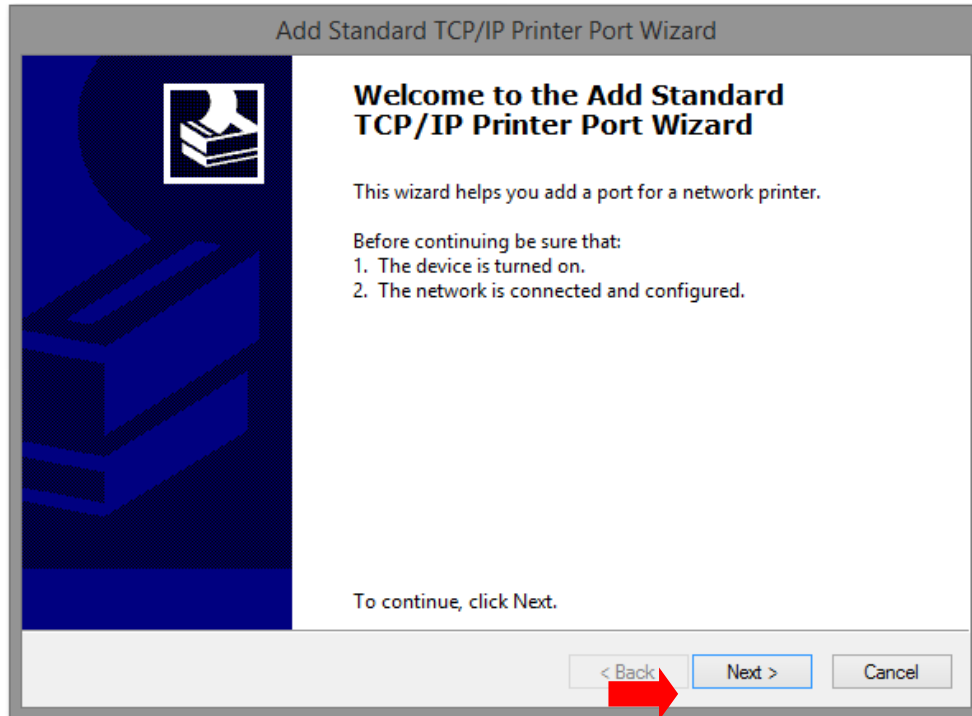 Add Standard TCP/IP Printer Port Wizard
Welcome to the Add Standard
TCP/IP Printer Port Wizard
This wizard helps you add a port for a network printer.
Before continuing be sure that:
1. The device is turned on.
2. The network is connected and configured.
To continue, click Next.
< Back
Next >
Cancel